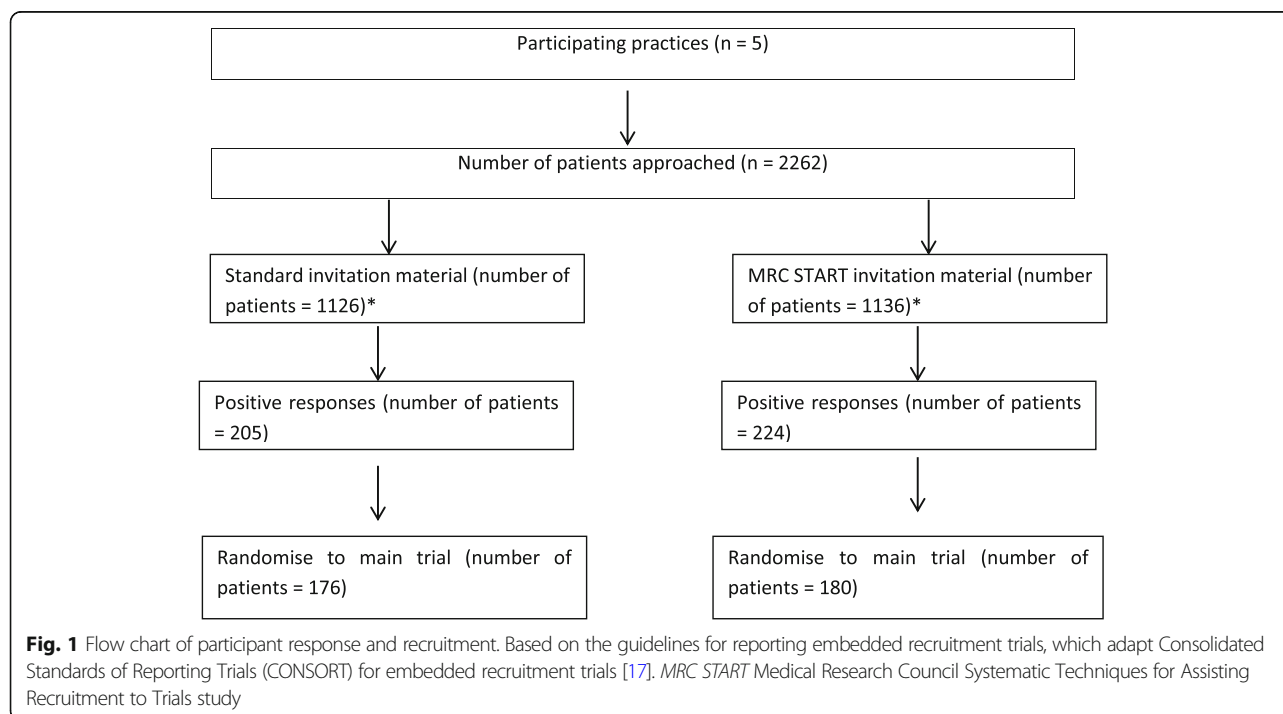 Participating practices (n = 5)
Number of patients approached (n = 2262)
Standard invitation material (number of
patients = 1126)*
MRC START invitation material (number
of patients = 1136)*
Positive responses (number of patients
= 205)
Positive responses (number of patients
= 224)
Randomise to main trial (number of
patients = 176)
Randomise to main trial (number of
patients = 180)
Fig. 1 Flow chart of participant response and recruitment. Based on the guidelines for reporting embedded recruitment trials, which adapt Consolidated
Standards of Reporting Trials (CONSORT) for embedded recruitment trials [17]. MRC START Medical Research Council Systematic Techniques for Assisting
Recruitment to Trials study